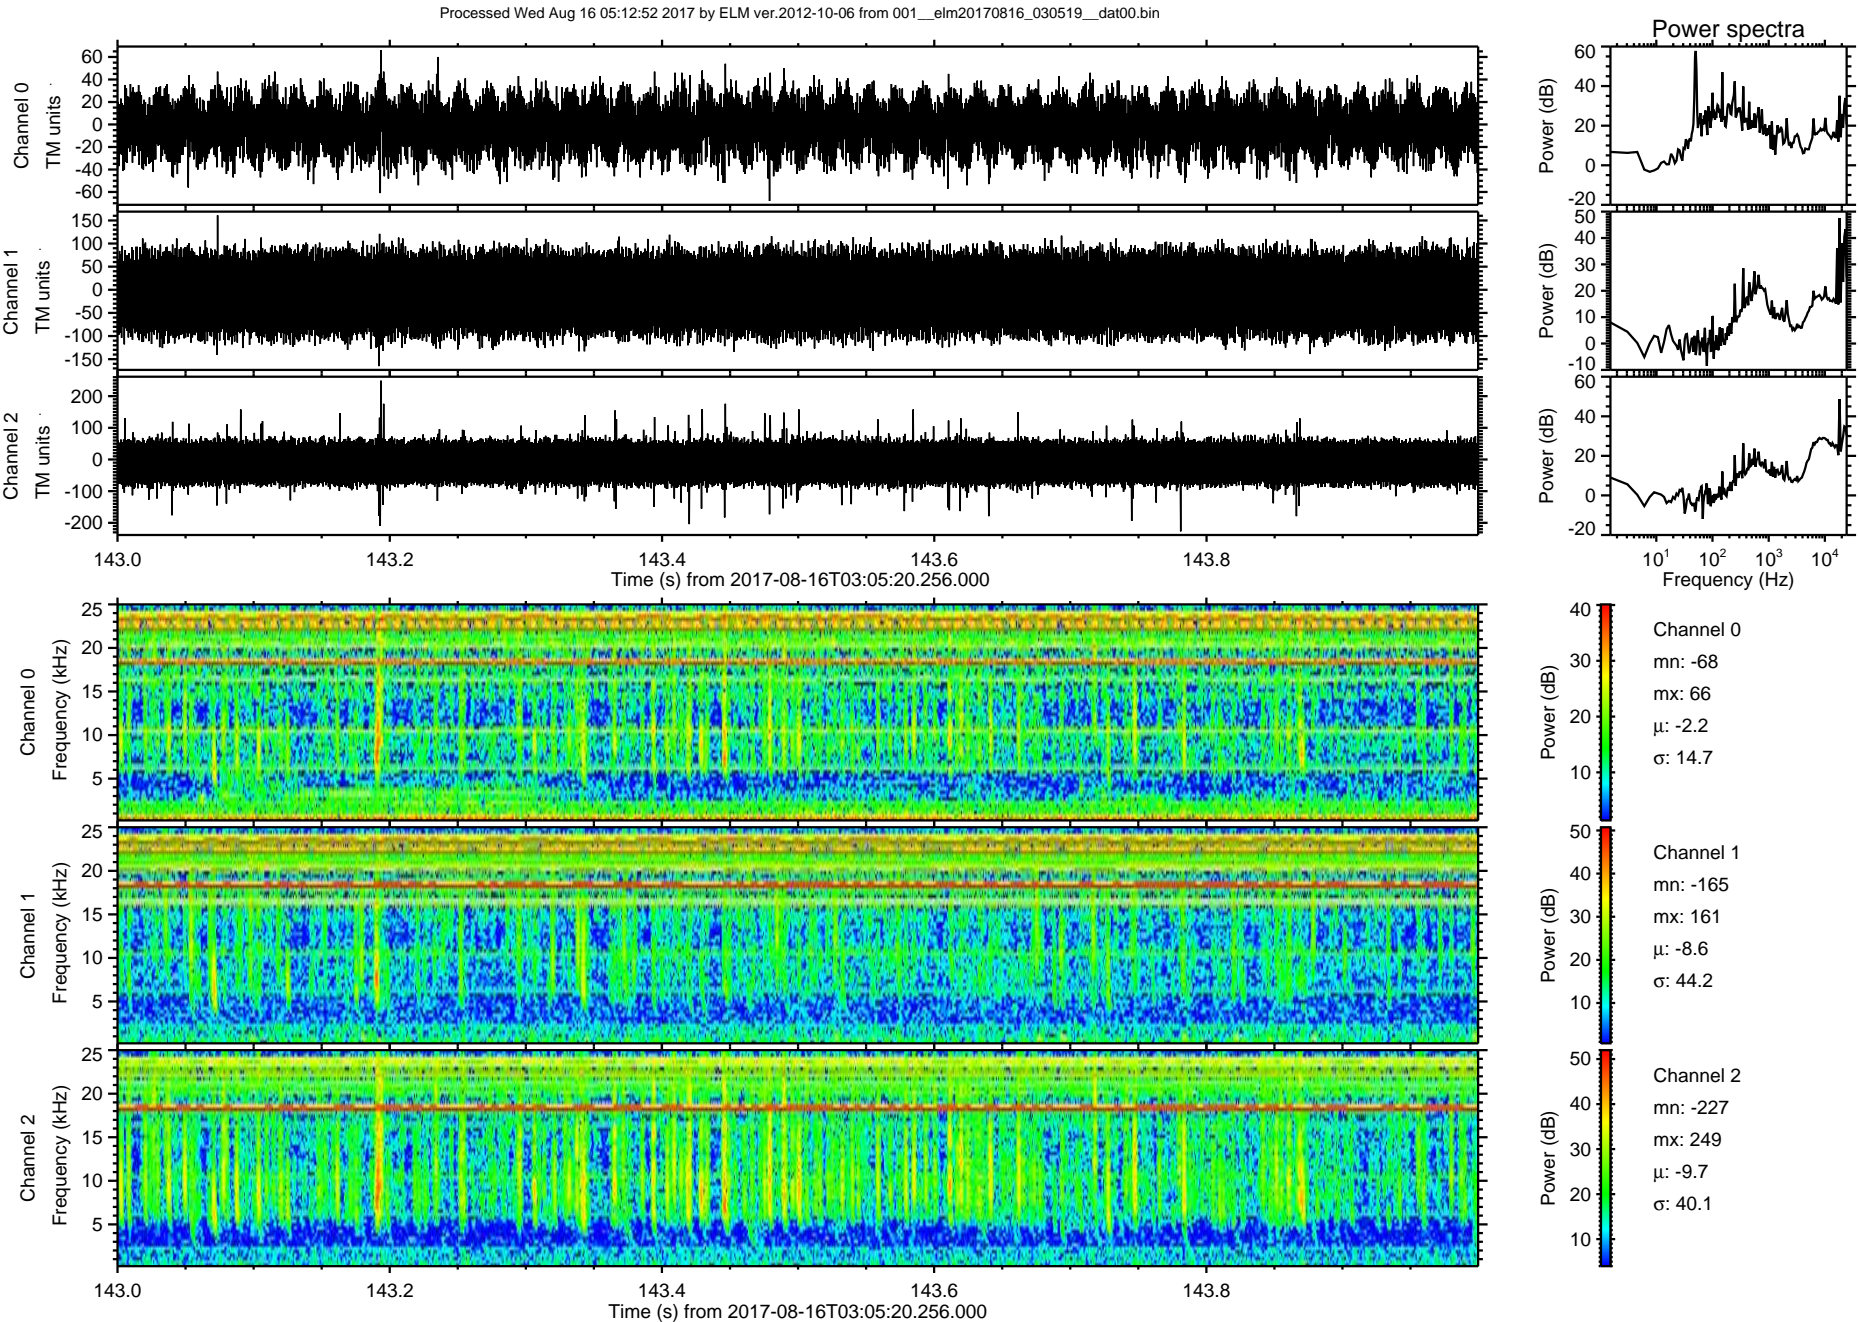 Processed Wed Aug 16 05:12:52 2017 by ELM ver.2012-10-06 from 001__elm20170816_030519__dat00.bin
Power spectra
Channel 0
TM units
60
40
20
0
-20
-40
-60
Power (dB)
60
40
20
0
-20
Channel 1
TM units
150
100
50
0
-50
-100
-150
Power (dB)
50
40
30
20
10
0
-10
Channel 2
TM units
200
100
0
-100
-200
Power (dB)
60
40
20
0
-20
143.0 143.2 143.4 143.6 143.8
Time (s) from 2017-08-16T03:05:20.256.000
10^1 10^2 10^3 10^4
Frequency (Hz)
Channel 0
Frequency (kHz)
25
20
15
10
5
Power (dB)
40
30
20
10
Channel 0
mn: -68
mx: 66
μ: -2.2
σ: 14.7
Channel 1
Frequency (kHz)
25
20
15
10
5
Power (dB)
50
40
30
20
10
Channel 1
mn: -165
mx: 161
μ: -8.6
σ: 44.2
Channel 2
Frequency (kHz)
25
20
15
10
5
Power (dB)
50
40
30
20
10
Channel 2
mn: -227
mx: 249
μ: -9.7
σ: 40.1
143.0 143.2 143.4 143.6 143.8
Time (s) from 2017-08-16T03:05:20.256.000